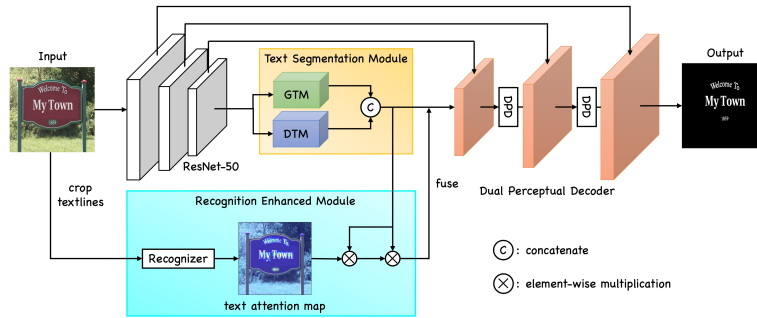 Input
Welcome To
My Town
1859
crop
textlines
ResNet-50
Text Segmentation Module
GTM
DTM
C
fuse
DPD
DPD
Dual Perceptual Decoder
Output
Welcome To
My Town
Recognition Enhanced Module
Recognizer
Welcome To
My Town
text attention map
C : concatenate
: element-wise multiplication